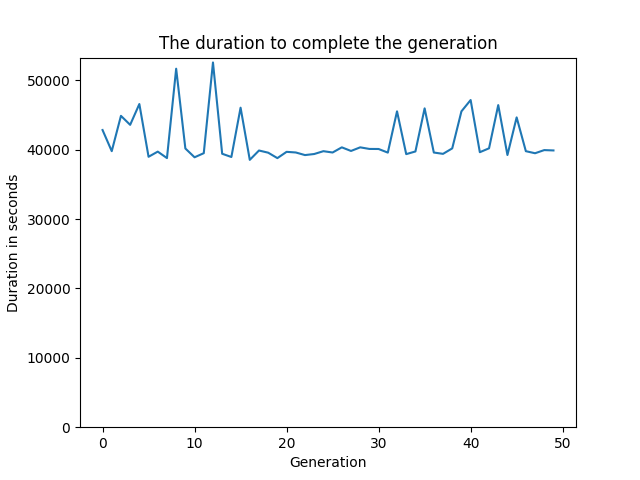 The duration to complete the generation
50000
40000
30000
20000
10000
0
Duration in seconds
0 10 20 30 40 50
Generation